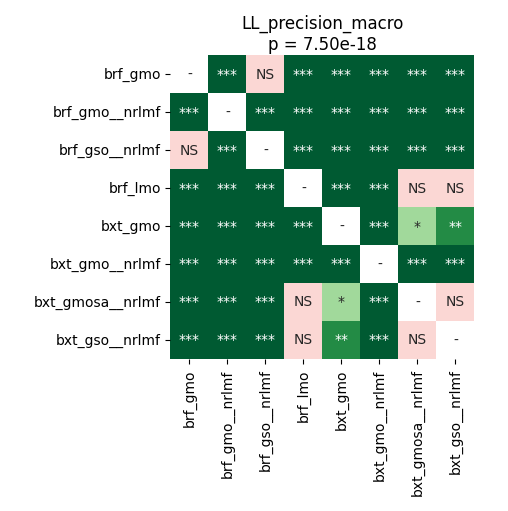 LL_precision_macro
p = 7.50e-18
brf_gmo - *** NS *** *** *** *** ***
brf_gmo__nrlmf *** - *** *** *** *** *** ***
brf_gso__nrlmf NS *** - *** *** *** *** ***
brf_lmo *** *** *** - *** *** NS NS
bxt_gmo *** *** *** *** - *** * **
bxt_gmo__nrlmf *** *** *** *** *** - *** ***
bxt_gmosa__nrlmf *** *** *** NS * *** - NS
bxt_gso__nrlmf *** *** *** NS ** *** NS -
brf_gmo
brf_gmo__nrlmf
brf_gso__nrlmf
brf_lmo
bxt_gmo
bxt_gmo__nrlmf
bxt_gmosa__nrlmf
bxt_gso__nrlmf